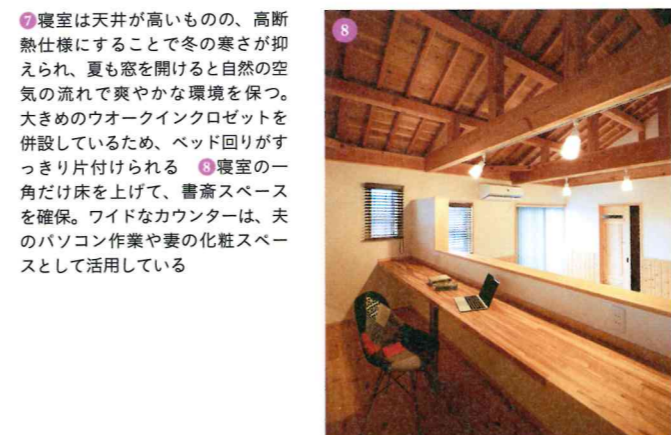 ❼寝室は天井が高いものの、高断
熱仕様にすることで冬の寒さが抑
えられ、夏も窓を開けると自然の空
気の流れで爽やかな環境を保つ。
大きめのウオークインクロゼットを
併設しているため、ベッド回りがす
っきり片付けられる ❽寝室の一
角だけ床を上げて、書斎スペース
を確保。ワイドなカウンターは、夫
のパソコン作業や妻の化粧スペー
スとして活用している
8